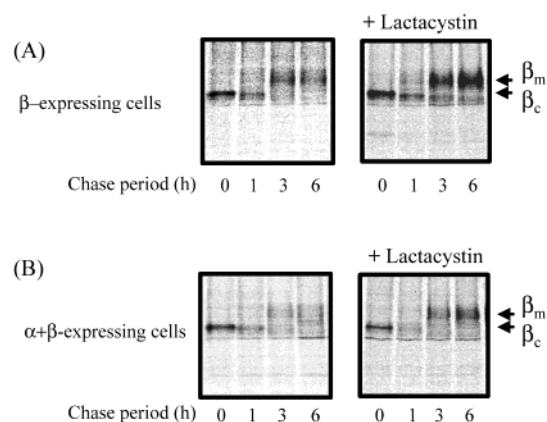 + Lactacystin
(A)
β–expressing cells
βm
βc
Chase period (h) 0 1 3 6 0 1 3 6
+ Lactacystin
(B)
α+β-expressing cells
βm
βc
Chase period (h) 0 1 3 6 0 1 3 6